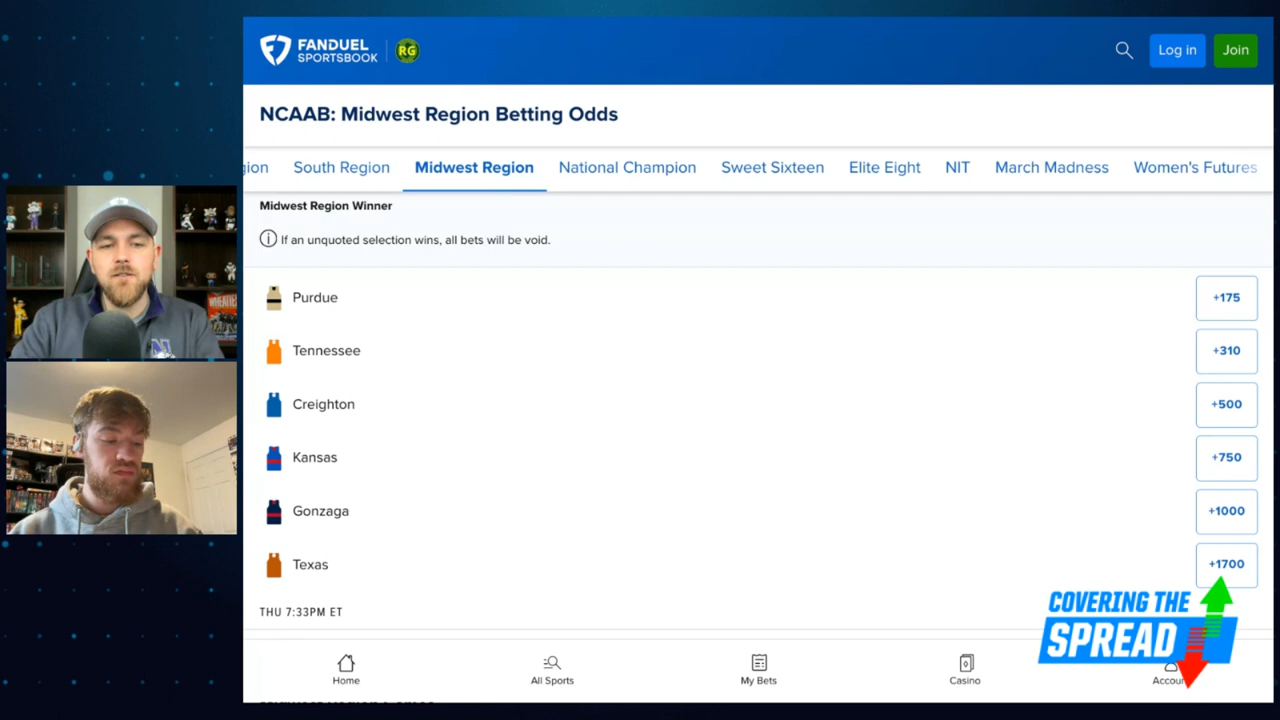 FANDUEL
SPORTSBOOK
RG
Log in
Join
NCAAB: Midwest Region Betting Odds
gion
South Region
Midwest Region
National Champion
Sweet Sixteen
Elite Eight
NIT
March Madness
Women's Futures
Midwest Region Winner
If an unquoted selection wins, all bets will be void.
Purdue
+175
Tennessee
+310
Creighton
+500
Kansas
+750
Gonzaga
+1000
Texas
+1700
THU 7:33PM ET
COVERING THE
SPREAD
Home
All Sports
My Bets
Casino
Accou
WHEATIES
N